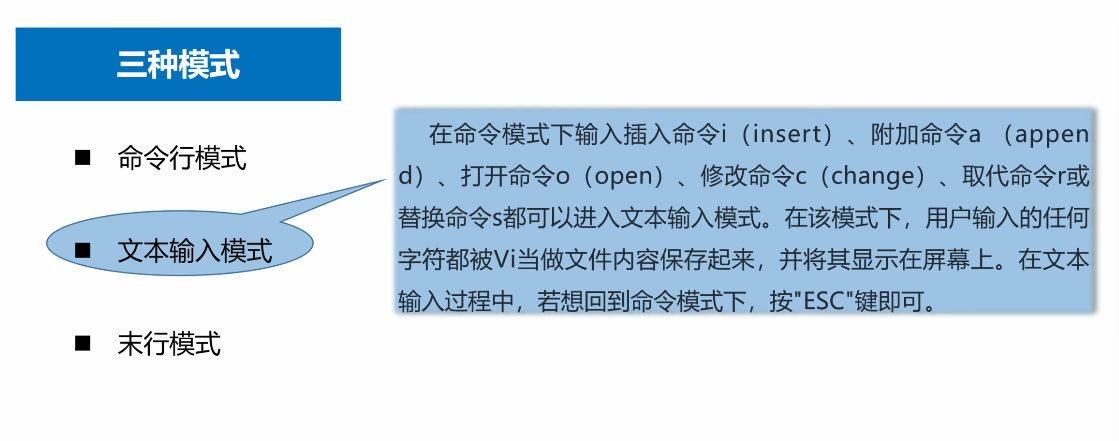 三种模式
命令行模式
文本输入模式
末行模式
在命令模式下输入插入命令i（insert）、附加命令a （appen
d）、打开命令o（open）、修改命令c（change）、取代命令r或
替换命令s都可以进入文本输入模式。在该模式下，用户输入的任何
字符都被Vi当做文件内容保存起来，并将其显示在屏幕上。在文本
输入过程中，若想回到命令模式下，按"ESC"键即可。